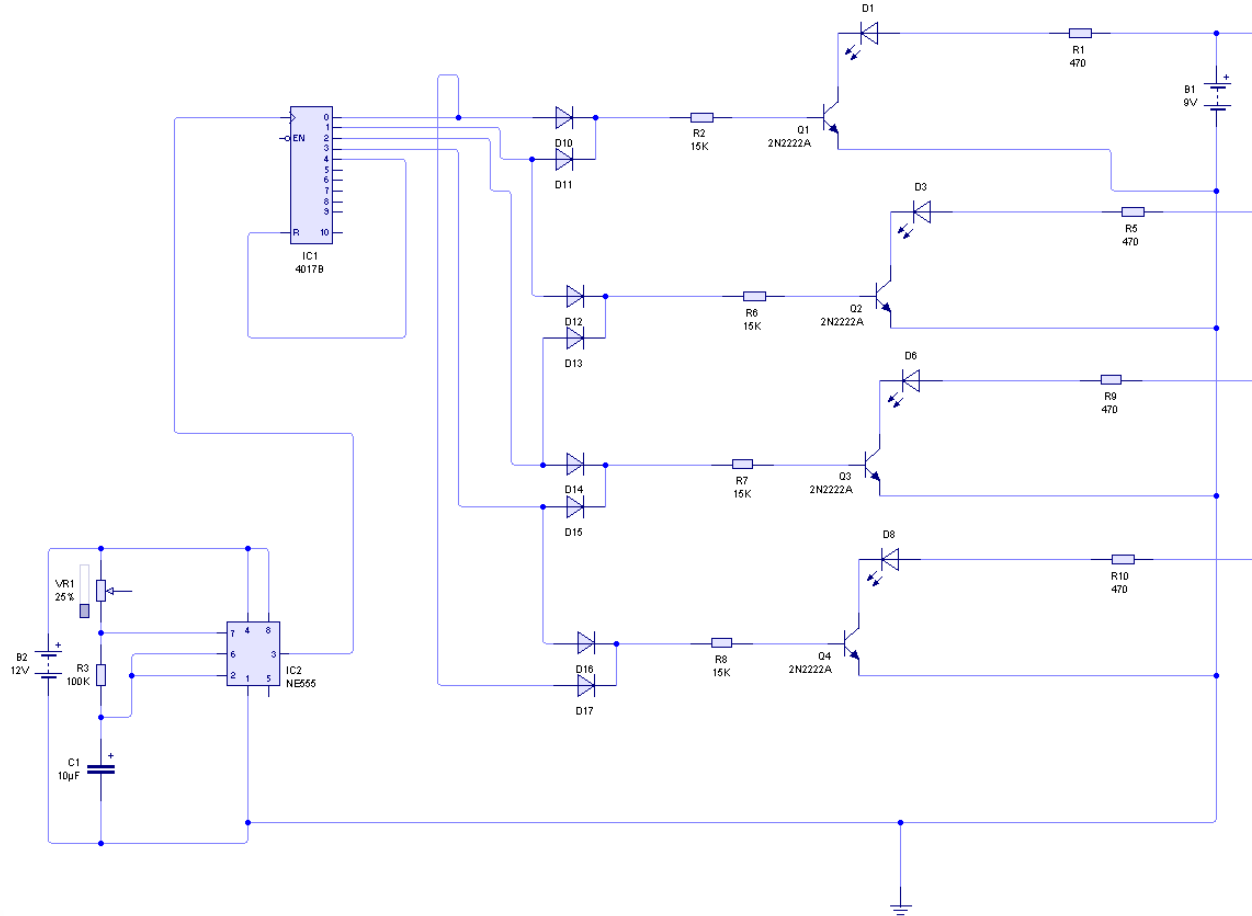 D1
R1
470
B1
9V
+
0
1
2
3
4
5
6
7
8
9
10
EN
R
IC1
4017B
D10
D11
R2
15K
Q1
2N2222A
D3
R5
470
D12
D13
R6
15K
Q2
2N2222A
D6
R9
470
D14
D15
R7
15K
Q3
2N2222A
D8
R10
470
D16
D17
R8
15K
Q4
2N2222A
VR1
25%
B2
12V
+
R3
100K
7
6
2
4
8
3
1
5
IC2
NE555
C1
10µF
+